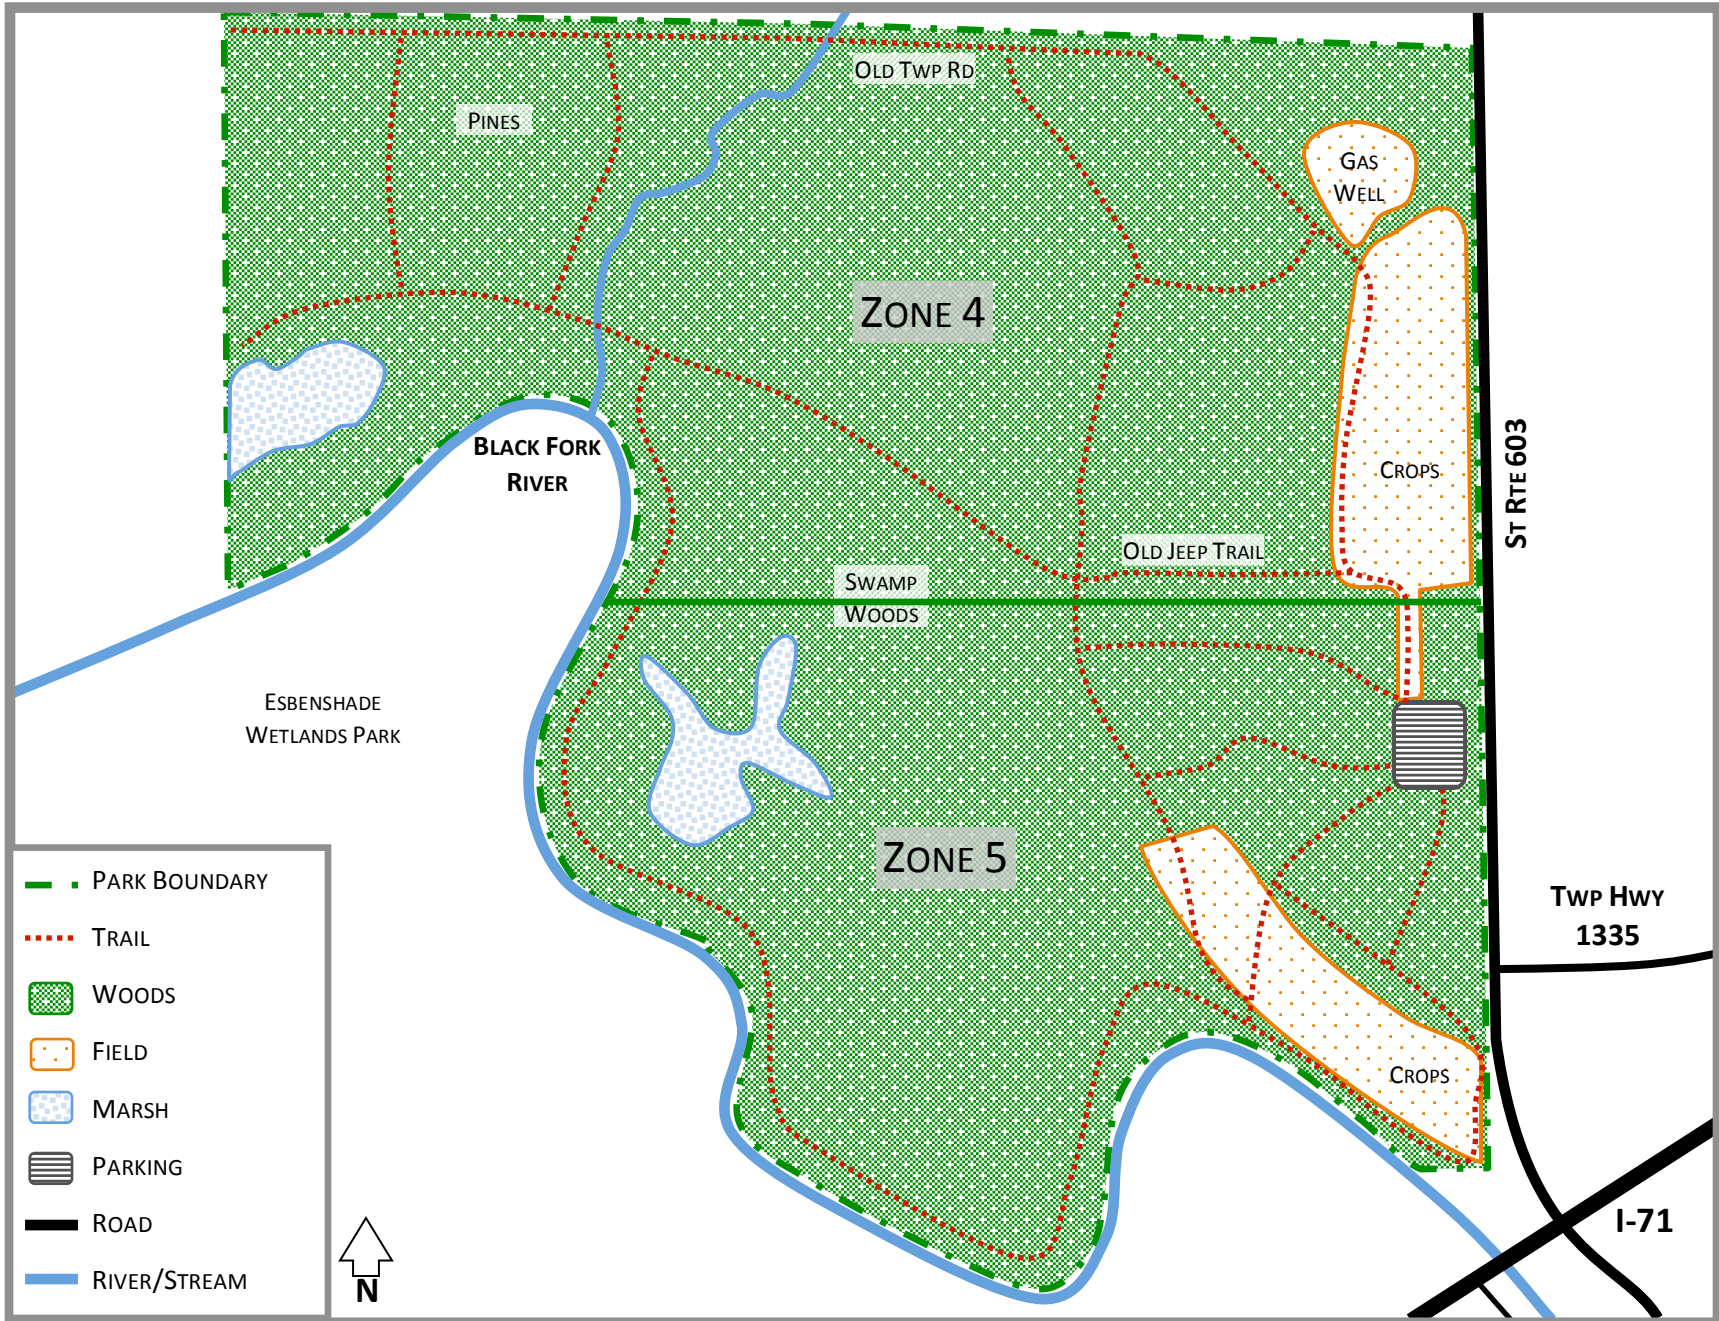 Old Twp Rd
Pines
Gas
Well
Zone 4
Black Fork
River
Crops
St Rte 603
Old Jeep Trail
Swamp
Woods
Esbenshade
Wetlands Park
Zone 5
Twp Hwy
1335
Crops
I-71
Park Boundary
Trail
Woods
Field
Marsh
Parking
Road
River/Stream
N